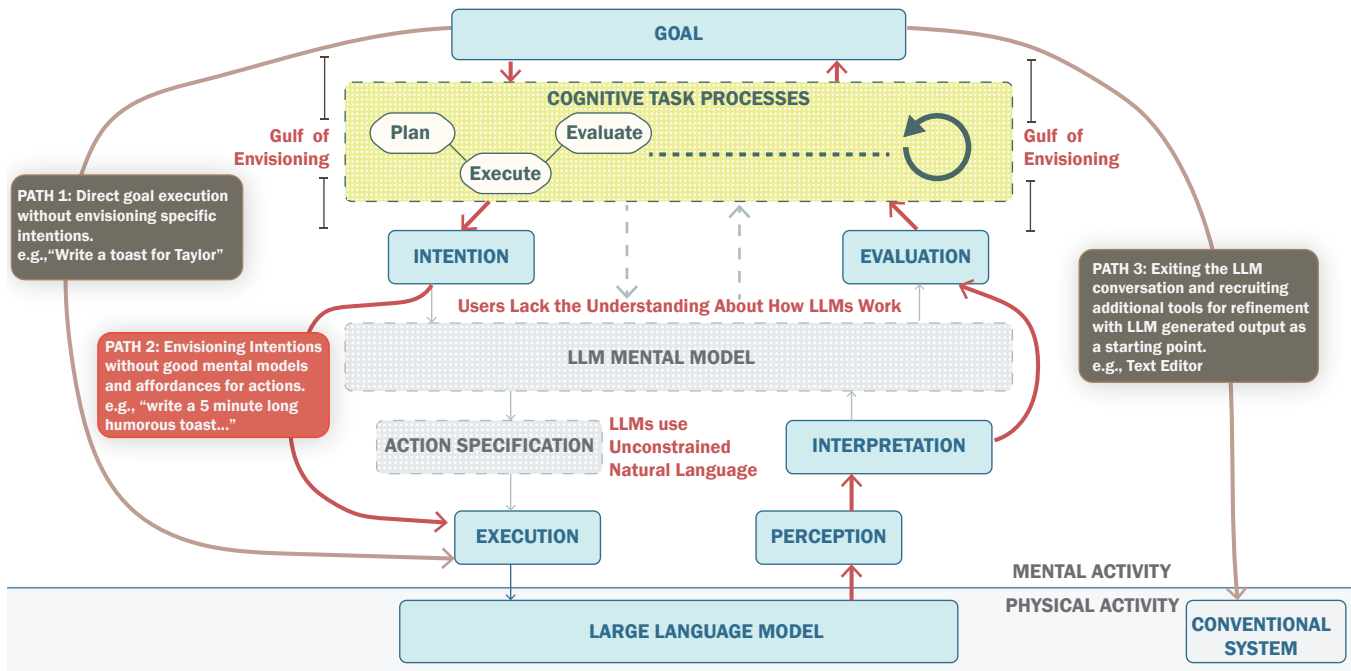 GOAL
COGNITIVE TASK PROCESSES
Plan
Evaluate
Execute
Gulf of
Envisioning
Gulf of
Envisioning
PATH 1: Direct goal execution
without envisioning specific
intentions.
e.g.,“Write a toast for Taylor”
INTENTION
EVALUATION
PATH 3: Exiting the LLM
conversation and recruiting
additional tools for refinement
with LLM generated output as
a starting point.
e.g., Text Editor
Users Lack the Understanding About How LLMs Work
PATH 2: Envisioning Intentions
without good mental models
and affordances for actions.
e.g., “write a 5 minute long
humorous toast...”
LLM MENTAL MODEL
ACTION SPECIFICATION
LLMs use
Unconstrained
Natural Language
INTERPRETATION
EXECUTION
PERCEPTION
MENTAL ACTIVITY
PHYSICAL ACTIVITY
LARGE LANGUAGE MODEL
CONVENTIONAL
SYSTEM